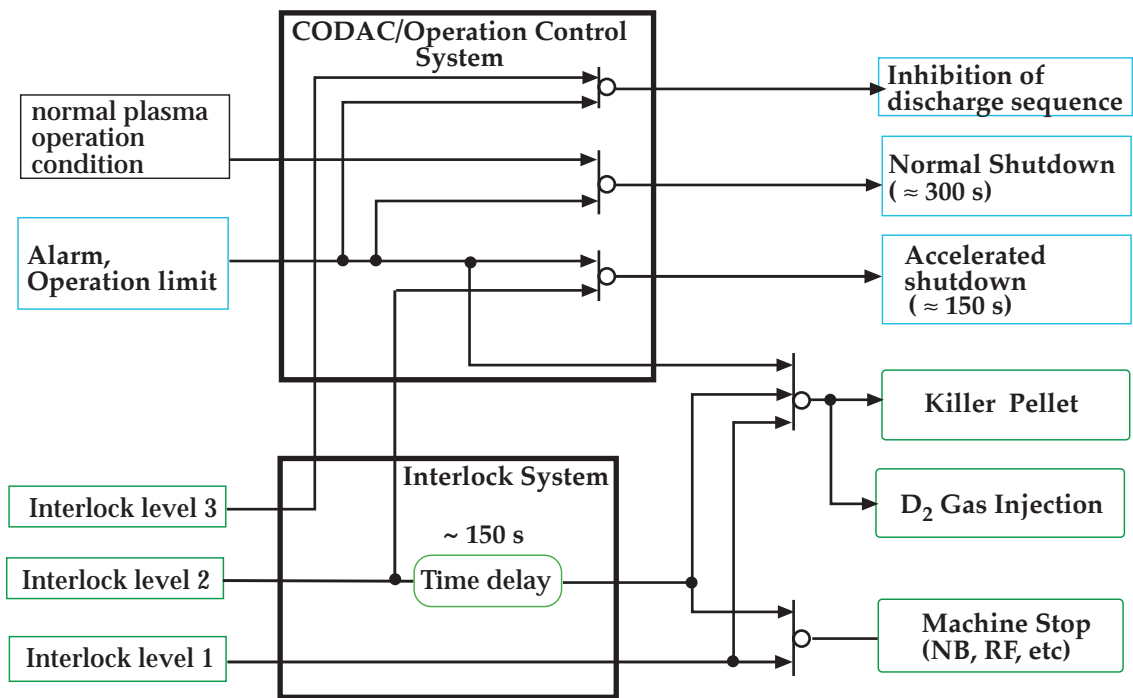 CODAC/Operation Control
System
normal plasma
operation
condition
Alarm,
Operation limit
Inhibition of
discharge sequence
Normal Shutdown
( ≈ 300 s)
Accelerated
shutdown
( ≈ 150 s)
Killer Pellet
D₂ Gas Injection
Interlock System
Interlock level 3
~ 150 s
Interlock level 2
Time delay
Interlock level 1
Machine Stop
(NB, RF, etc)